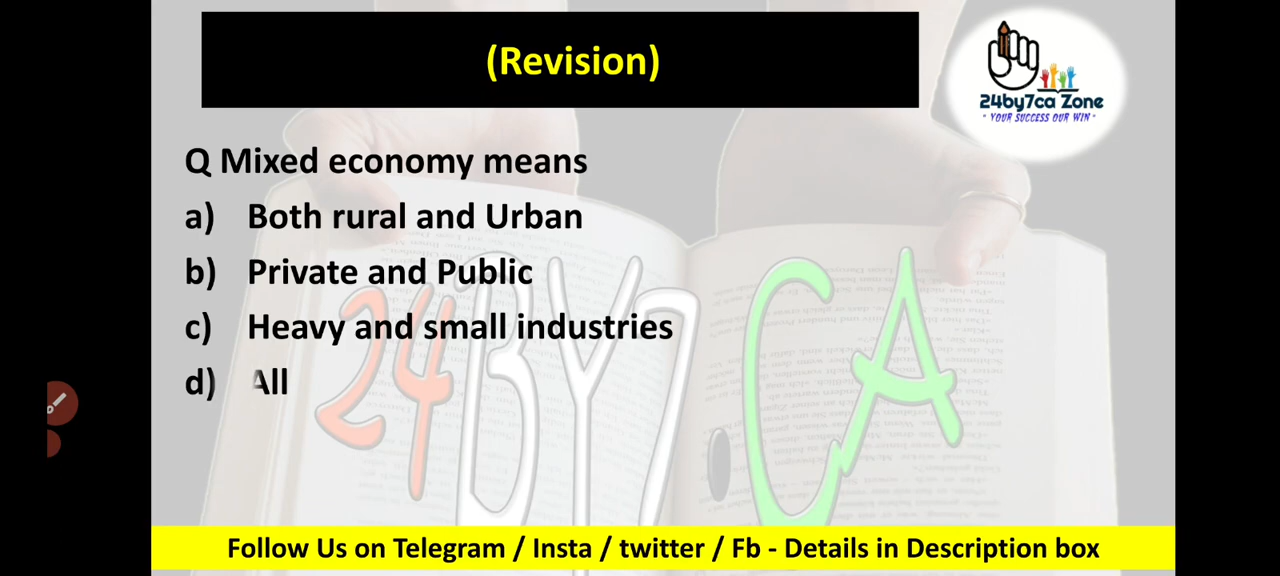 (Revision)
24by7ca Zone
" YOUR SUCCESS OUR WIN "
Q Mixed economy means
a) Both rural and Urban
b) Private and Public
c) Heavy and small industries
d) All
24BY7.CA
Follow Us on Telegram / Insta / twitter / Fb - Details in Description box